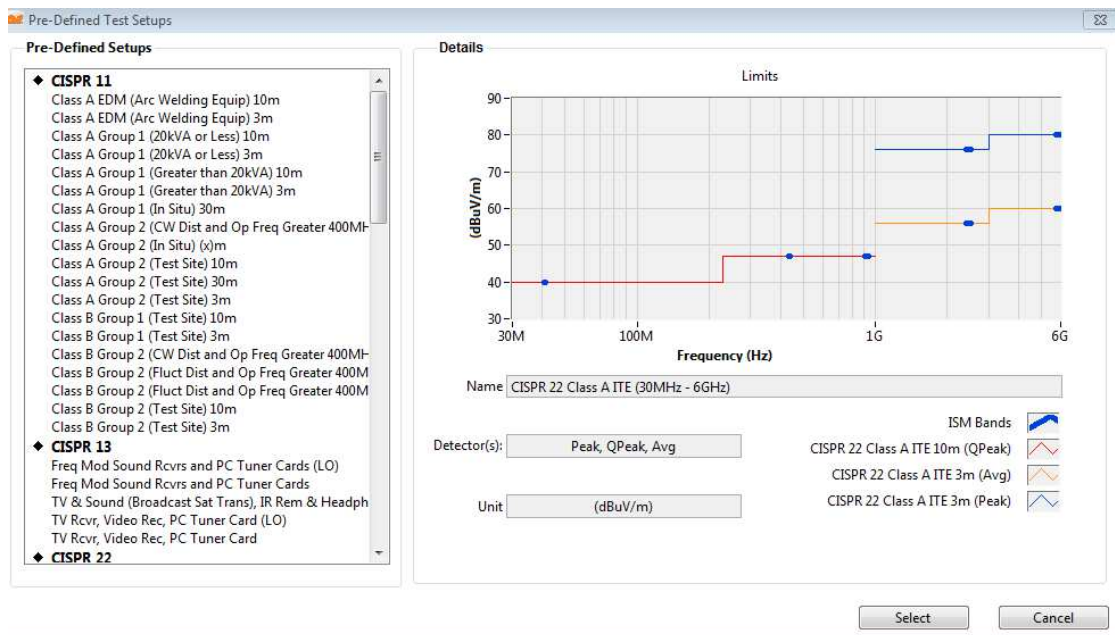 Pre-Defined Test Setups
Pre-Defined Setups
CISPR 11
Class A EDM (Arc Welding Equip) 10m
Class A EDM (Arc Welding Equip) 3m
Class A Group 1 (20kVA or Less) 10m
Class A Group 1 (20kVA or Less) 3m
Class A Group 1 (Greater than 20kVA) 10m
Class A Group 1 (Greater than 20kVA) 3m
Class A Group 1 (In Situ) 30m
Class A Group 2 (CW Dist and Op Freq Greater 400MH
Class A Group 2 (In Situ) (x)m
Class A Group 2 (Test Site) 10m
Class A Group 2 (Test Site) 30m
Class A Group 2 (Test Site) 3m
Class B Group 1 (Test Site) 10m
Class B Group 1 (Test Site) 3m
Class B Group 2 (CW Dist and Op Freq Greater 400MH
Class B Group 2 (Fluct Dist and Op Freq Greater 400M
Class B Group 2 (Fluct Dist and Op Freq Greater 400M
Class B Group 2 (Test Site) 10m
Class B Group 2 (Test Site) 3m
CISPR 13
Freq Mod Sound Rcvrs and PC Tuner Cards (LO)
Freq Mod Sound Rcvrs and PC Tuner Cards
TV & Sound (Broadcast Sat Trans), IR Rem & Headph
TV Rcvr, Video Rec, PC Tuner Card (LO)
TV Rcvr, Video Rec, PC Tuner Card
CISPR 22
Details
Limits
90
80
70
60
50
40
30
(dBuV/m)
30M 100M 1G 6G
Frequency (Hz)
Name CISPR 22 Class A ITE (30MHz - 6GHz)
Detector(s): Peak, QPeak, Avg
Unit (dBuV/m)
ISM Bands
CISPR 22 Class A ITE 10m (QPeak)
CISPR 22 Class A ITE 3m (Avg)
CISPR 22 Class A ITE 3m (Peak)
Select Cancel